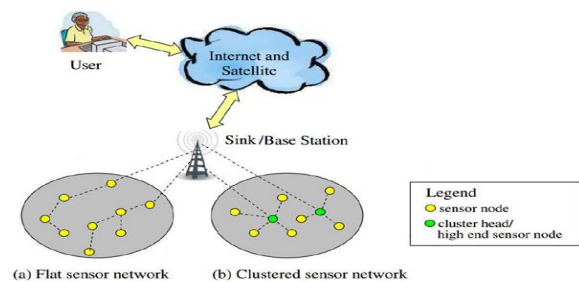 User
Internet and
Satellite
Sink/Base Station
Legend
sensor node
cluster head/
high end sensor node
(a) Flat sensor network
(b) Clustered sensor network